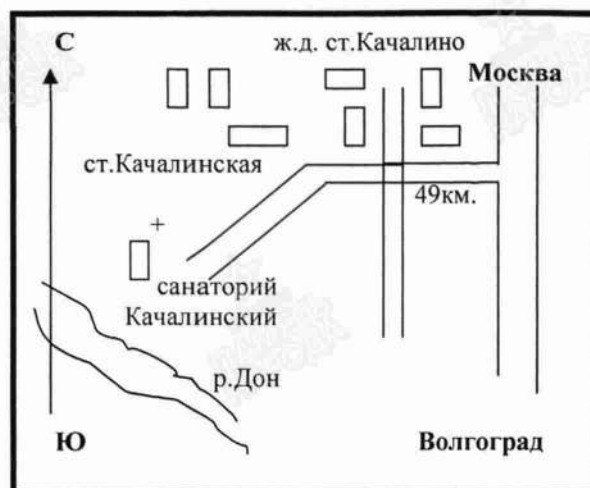 С
ж.д. ст.Качалино
Москва
ст.Качалинская
49км.
+
санаторий
Качалинский
р.Дон
Ю
Волгоград